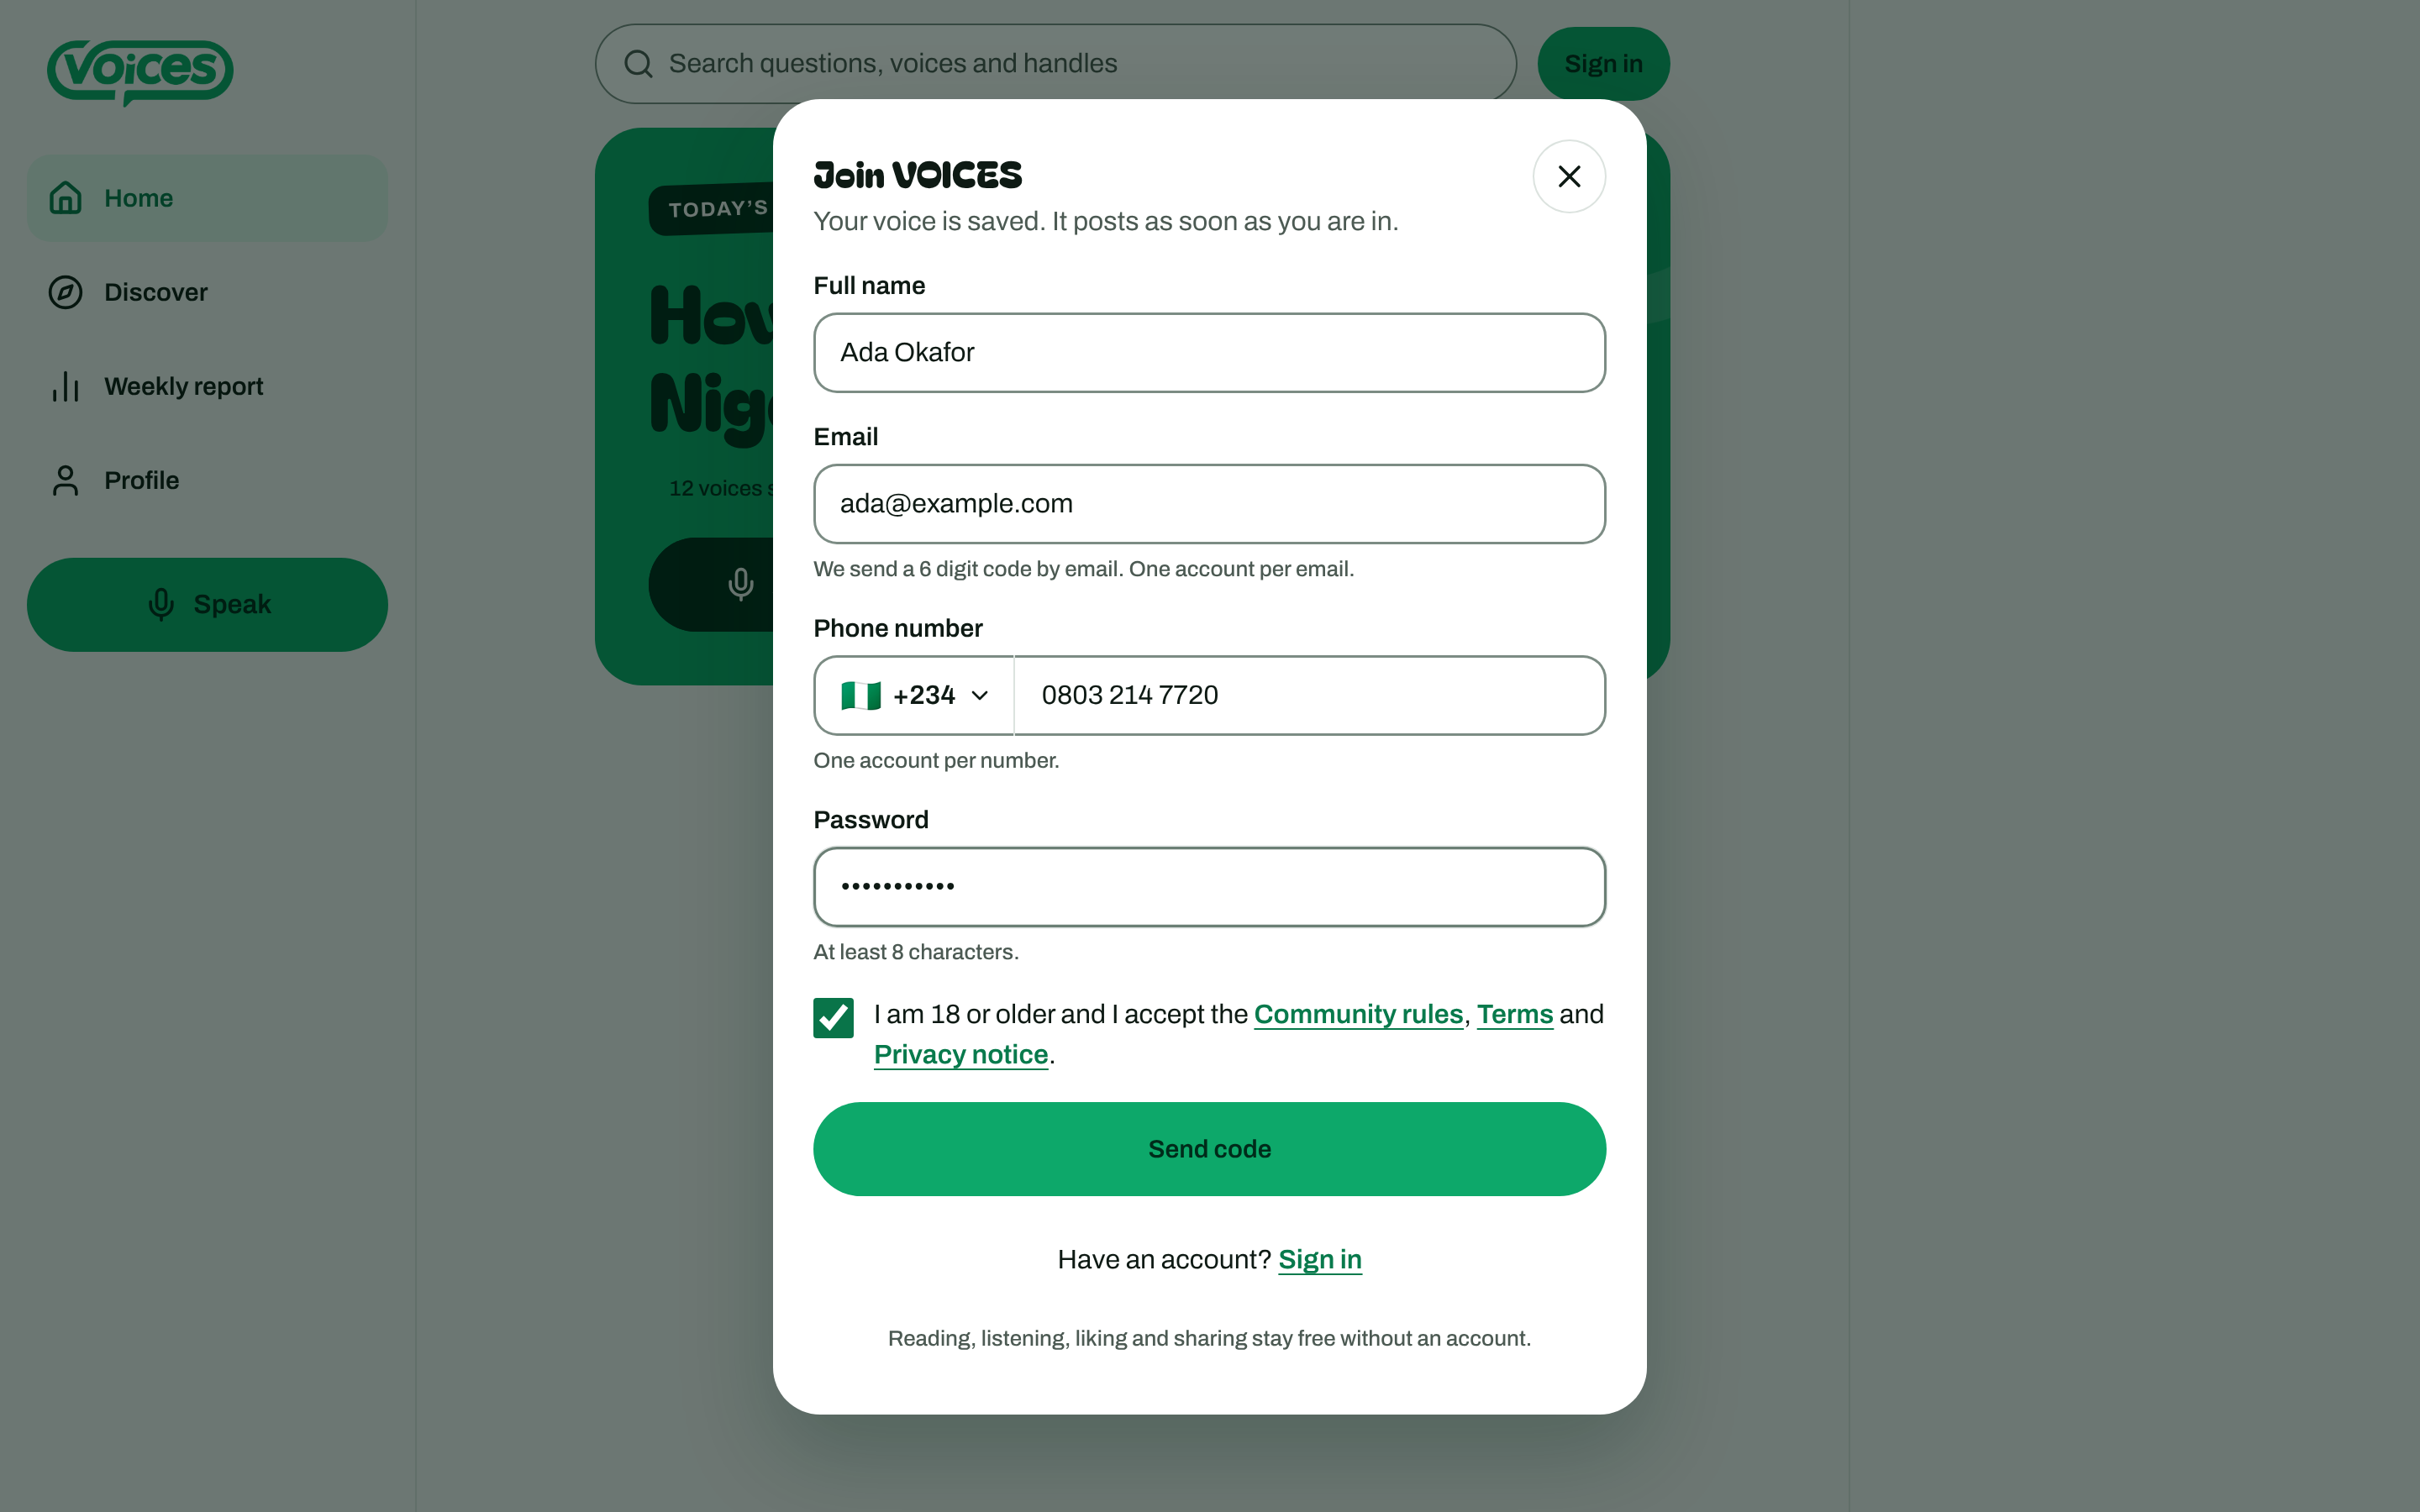 Voices
Home
Discover
Weekly report
Profile
Speak
Search questions, voices and handles
Sign in
TODAY’S
12 voices
Join VOICES
Your voice is saved. It posts as soon as you are in.
Full name
Ada Okafor
Email
ada@example.com
We send a 6 digit code by email. One account per email.
Phone number
+234 0803 214 7720
One account per number.
Password
•••••••••••
At least 8 characters.
I am 18 or older and I accept the Community rules, Terms and
Privacy notice.
Send code
Have an account? Sign in
Reading, listening, liking and sharing stay free without an account.